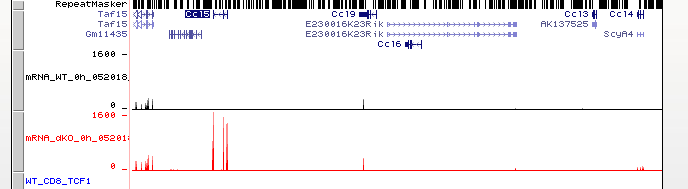 RepeatMasker
Taf15 Ccl5 Ccl9 Ccl3 Ccl4
Taf15 E230016K23Rik AK137525
Gm11435 E230016K23Rik ScyA4
Ccl6
1600
mRNA_WT_0h_052018
0
1600
mRNA_dKO_0h_05201
0
WT_CD8_TCF1